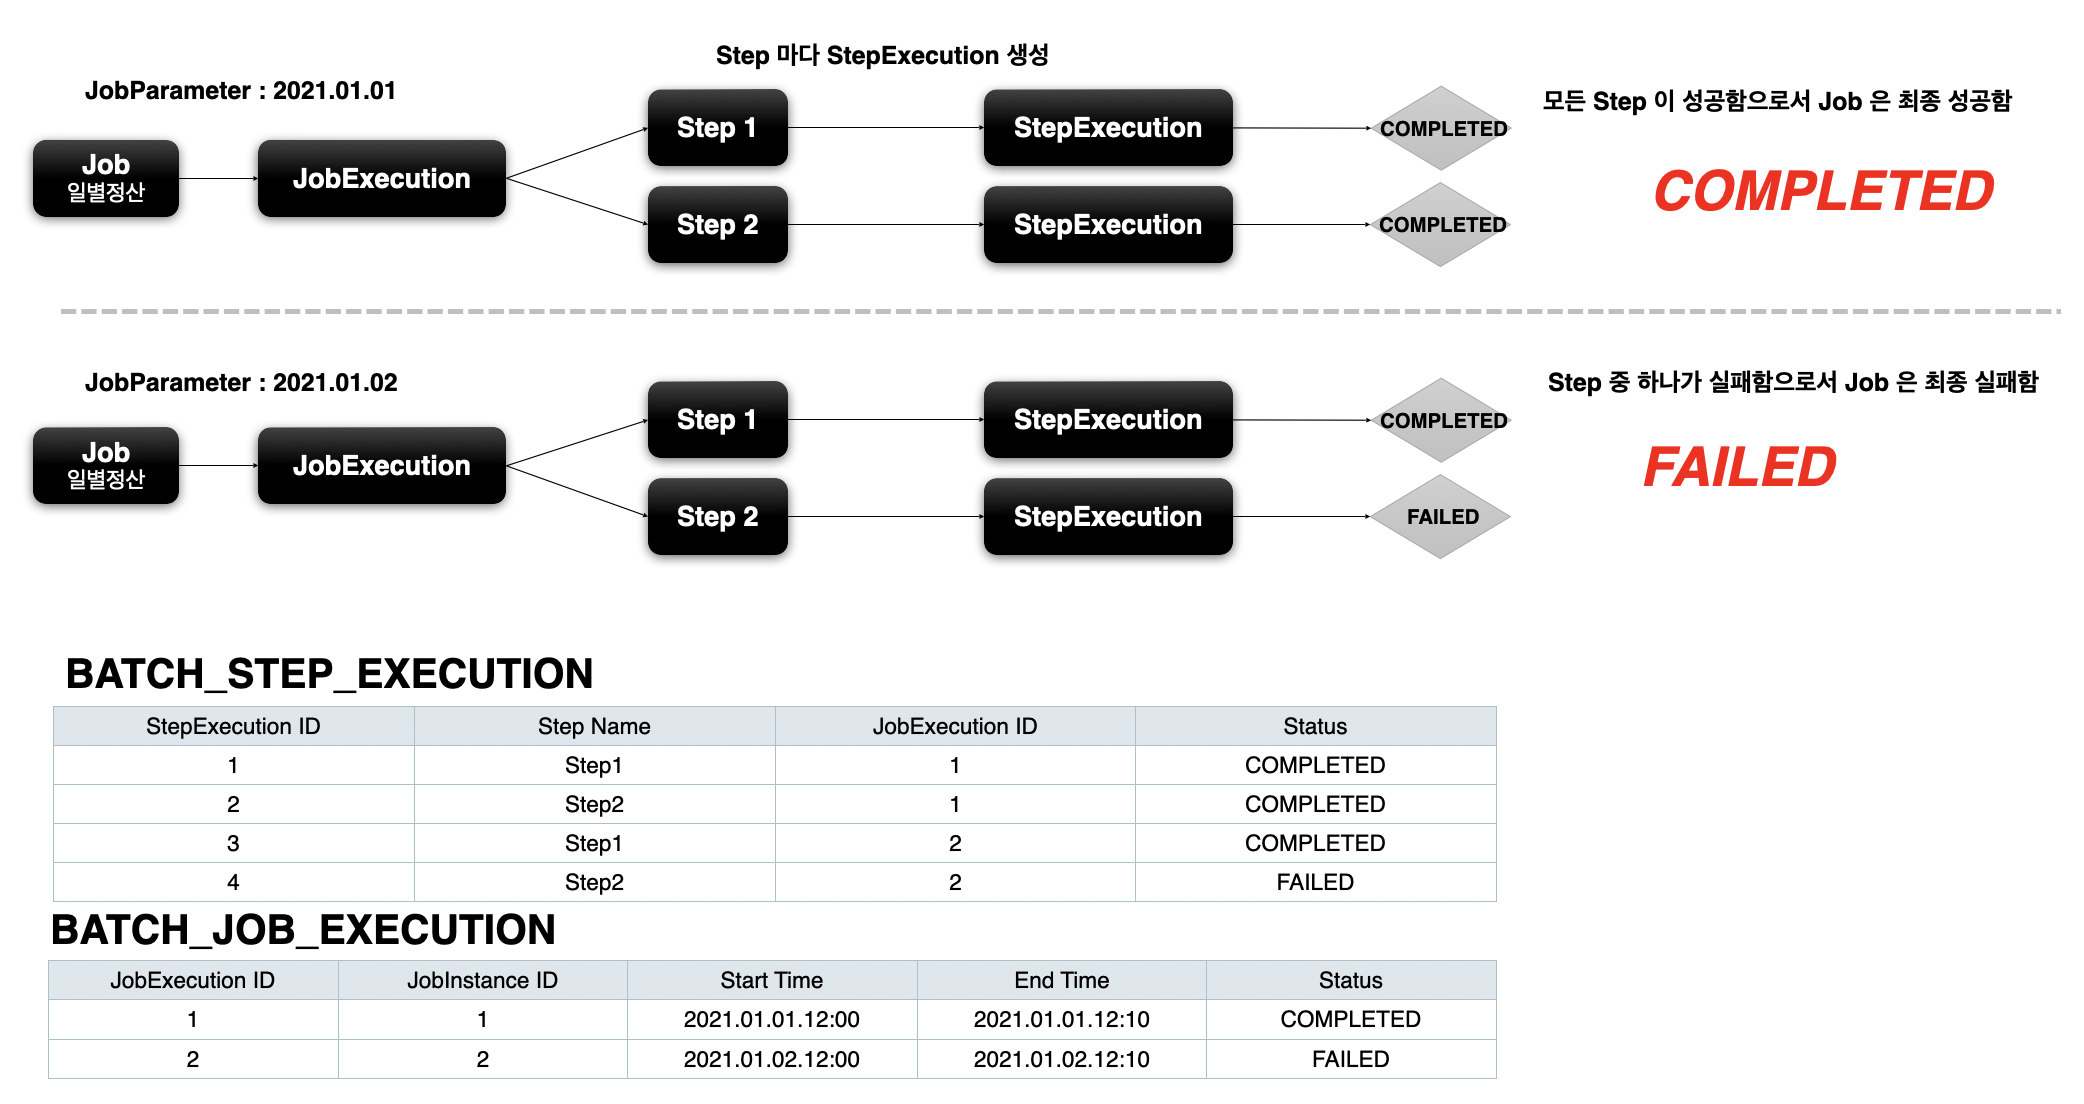 Step 마다 StepExecution 생성
JobParameter : 2021.01.01
모든 Step 이 성공함으로서 Job 은 최종 성공함
Job
일별정산
JobExecution
Step 1
StepExecution
COMPLETED
Step 2
StepExecution
COMPLETED
COMPLETED
JobParameter : 2021.01.02
Step 중 하나가 실패함으로서 Job 은 최종 실패함
Job
일별정산
JobExecution
Step 1
StepExecution
COMPLETED
Step 2
StepExecution
FAILED
FAILED
BATCH_STEP_EXECUTION
StepExecution ID Step Name JobExecution ID Status
1 Step1 1 COMPLETED
2 Step2 1 COMPLETED
3 Step1 2 COMPLETED
4 Step2 2 FAILED
BATCH_JOB_EXECUTION
JobExecution ID JobInstance ID Start Time End Time Status
1 1 2021.01.01.12:00 2021.01.01.12:10 COMPLETED
2 2 2021.01.02.12:00 2021.01.02.12:10 FAILED